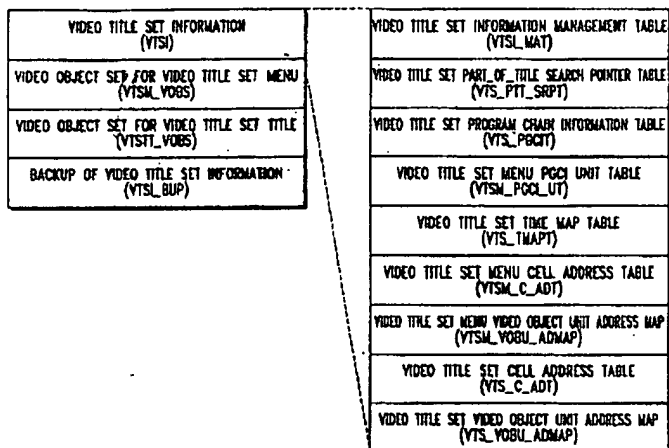 VIDEO TITLE SET INFORMATION
(VTSI)
VIDEO OBJECT SET FOR VIDEO TITLE SET MENU
(VTSM_VOBS)
VIDEO OBJECT SET FOR VIDEO TITLE SET TITLE
(VTSTT_VOBS)
BACKUP OF VIDEO TITLE SET INFORMATION
(VTSI_BUP)
VIDEO TITLE SET INFORMATION MANAGEMENT TABLE
(VTSI_MAT)
VIDEO TITLE SET PART_OF_TITLE SEARCH POINTER TABLE
(VTS_PTT_SRPT)
VIDEO TITLE SET PROGRAM CHAIN INFORMATION TABLE
(VTS_PGCIT)
VIDEO TITLE SET MENU PGCI UNIT TABLE
(VTSM_PGCI_UT)
VIDEO TITLE SET TIME MAP TABLE
(VTS_TMAPT)
VIDEO TITLE SET MENU CELL ADDRESS TABLE
(VTSM_C_ADT)
VIDEO TITLE SET MENU VIDEO OBJECT UNIT ADDRESS MAP
(VTSM_VOBU_ADMAP)
VIDEO TITLE SET CELL ADDRESS TABLE
(VTS_C_ADT)
VIDEO TITLE SET VIDEO OBJECT UNIT ADDRESS MAP
(VTS_VOBU_ADMAP)